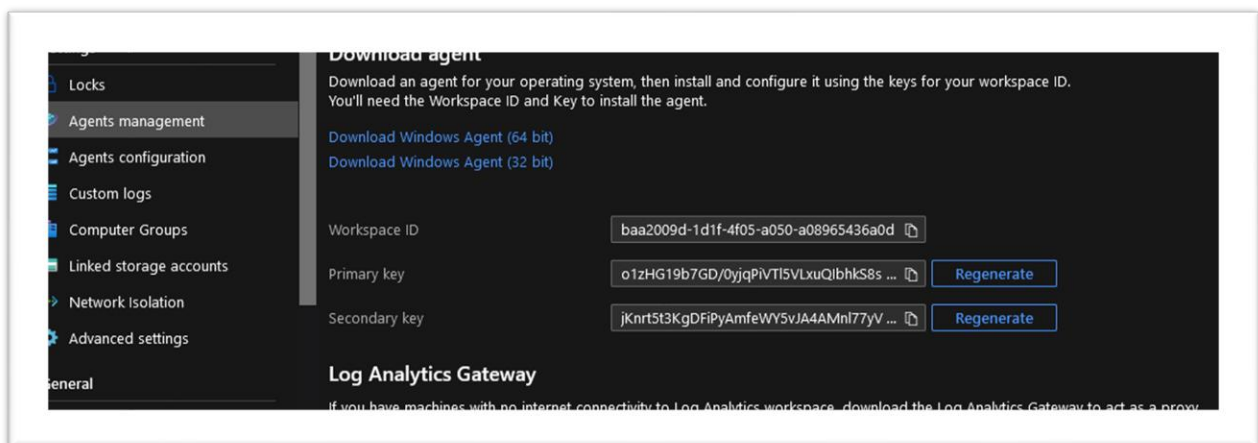 Download agent
Locks
Download an agent for your operating system, then install and configure it using the keys for your workspace ID.
You'll need the Workspace ID and Key to install the agent.
Agents management
Download Windows Agent (64 bit)
Agents configuration
Download Windows Agent (32 bit)
Custom logs
Computer Groups
Workspace ID
baa2009d-1d1f-4f05-a050-a08965436a0d
Linked storage accounts
Primary key
o1zHG19b7GD/0yjqPiVTl5VLxuQIbhkS8s ...
Regenerate
Network Isolation
Secondary key
jKnrt5t3KgDFiPyAmfeWY5vJA4AMnl77yV ...
Regenerate
Advanced settings
General
Log Analytics Gateway
If you have machines with no internet connectivity to Log Analytics workspace, download the Log Analytics Gateway to act as a proxy